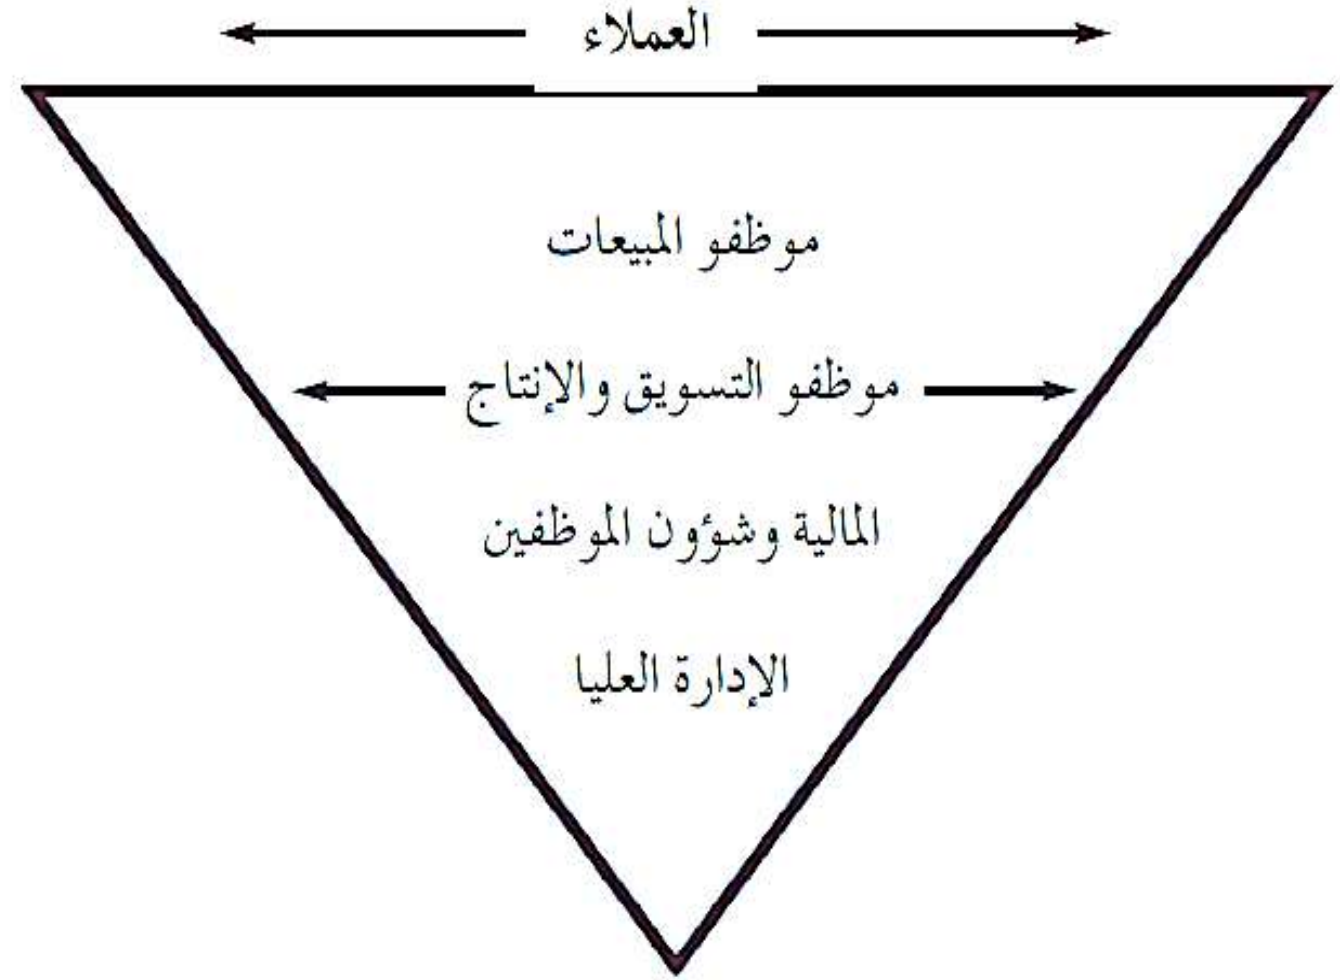 العملاء
موظفو المبيعات
موظفو التسويق والإنتاج
المالية وشؤون الموظفين
الإدارة العليا